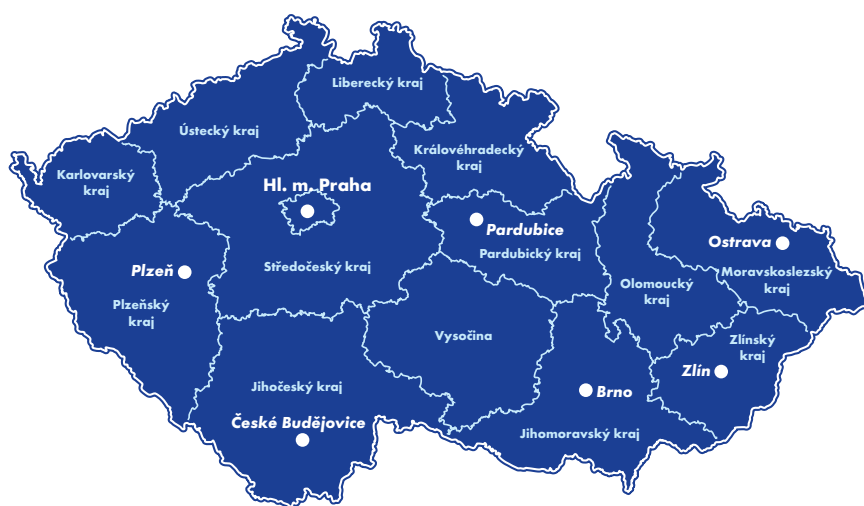 Liberecký kraj
Ústecký kraj
Královéhradecký
kraj
Karlovarský
kraj
Hl. m. Praha
Pardubice
Pardubický kraj
Ostrava
Moravskoslezský
kraj
Plzeň
Středočeský kraj
Olomoucký
kraj
Plzeňský
kraj
Vysočina
Zlínský
kraj
Zlín
Jihočeský kraj
Brno
České Budějovice
Jihomoravský kraj